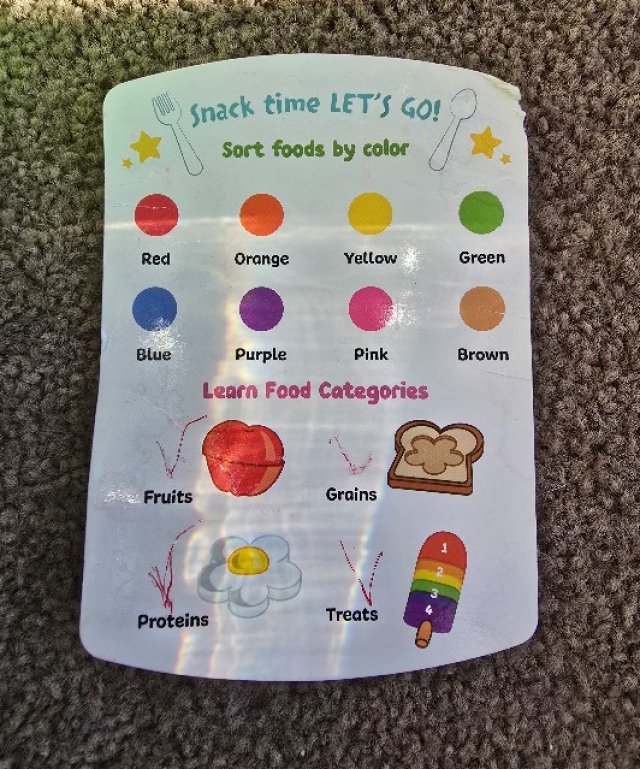 Snack time LET'S GO!
Sort foods by color
Red Orange Yellow Green
Blue Purple Pink Brown
Learn Food Categories
Fruits Grains
1
2
3
4
Proteins Treats